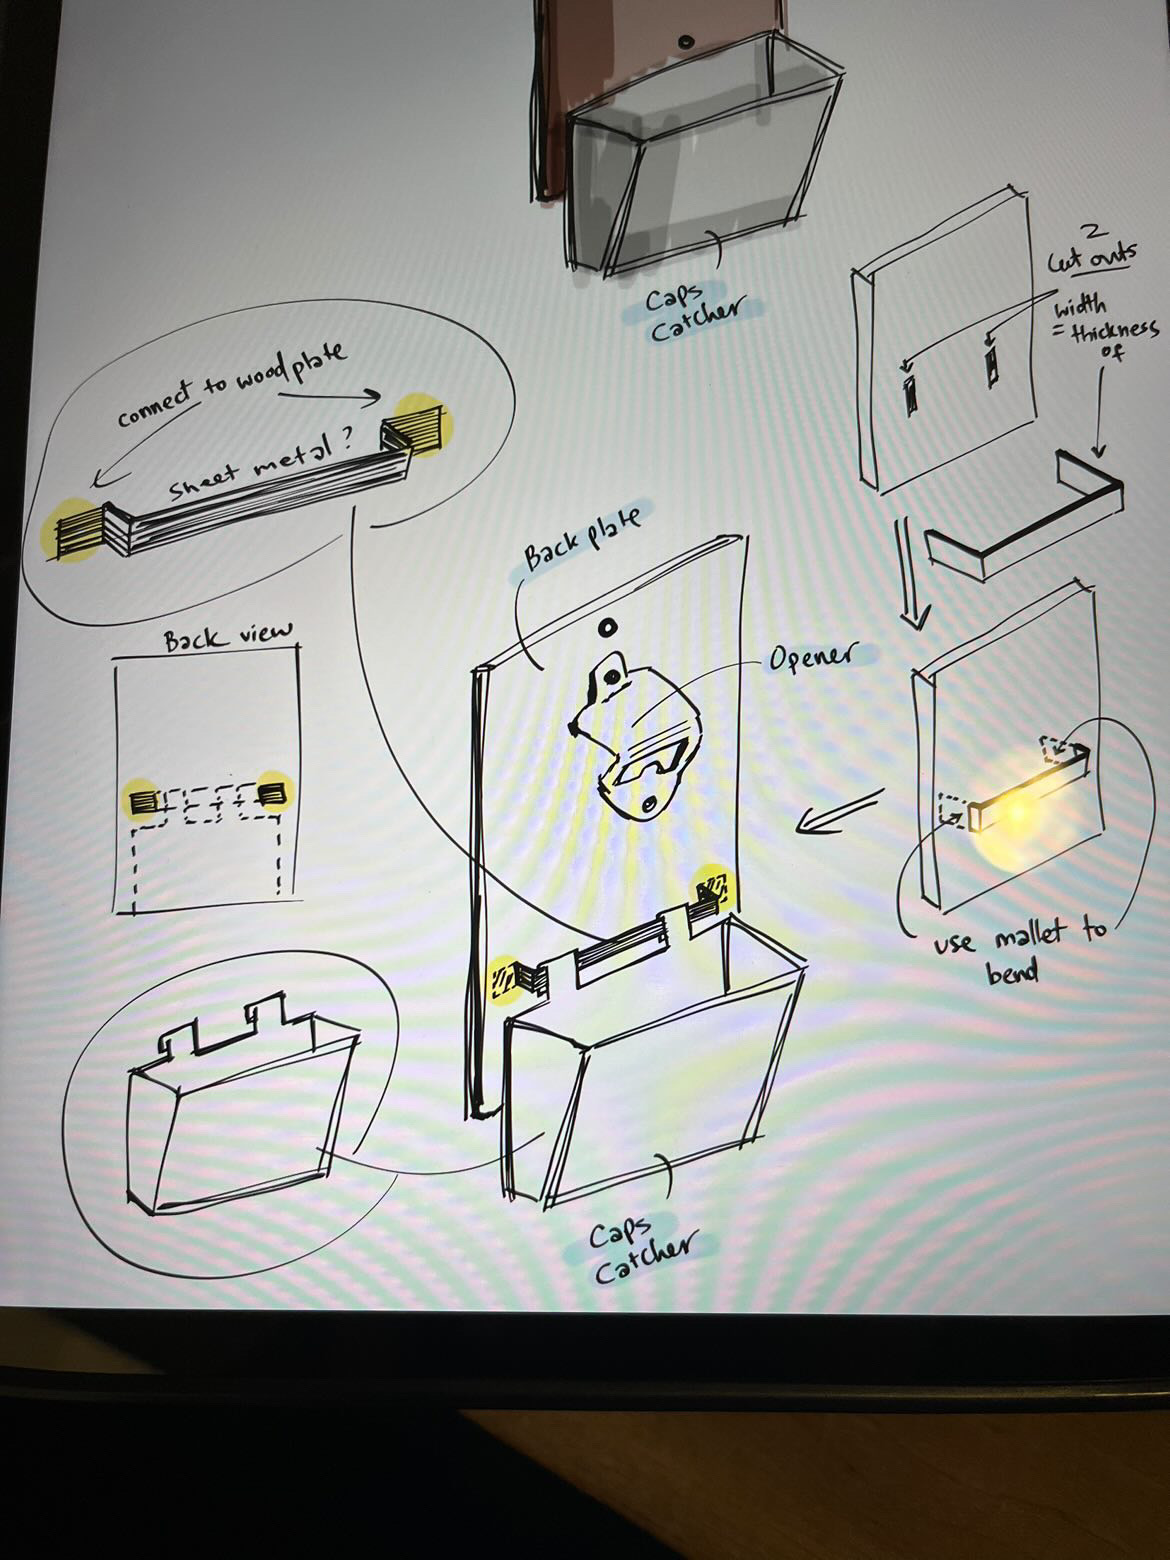 Caps
Catcher
2
Cut outs
width
= thickness
of
connect to wood plate
sheet metal?
Back plate
Back view
Opener
use mallet to
bend
Caps
Catcher